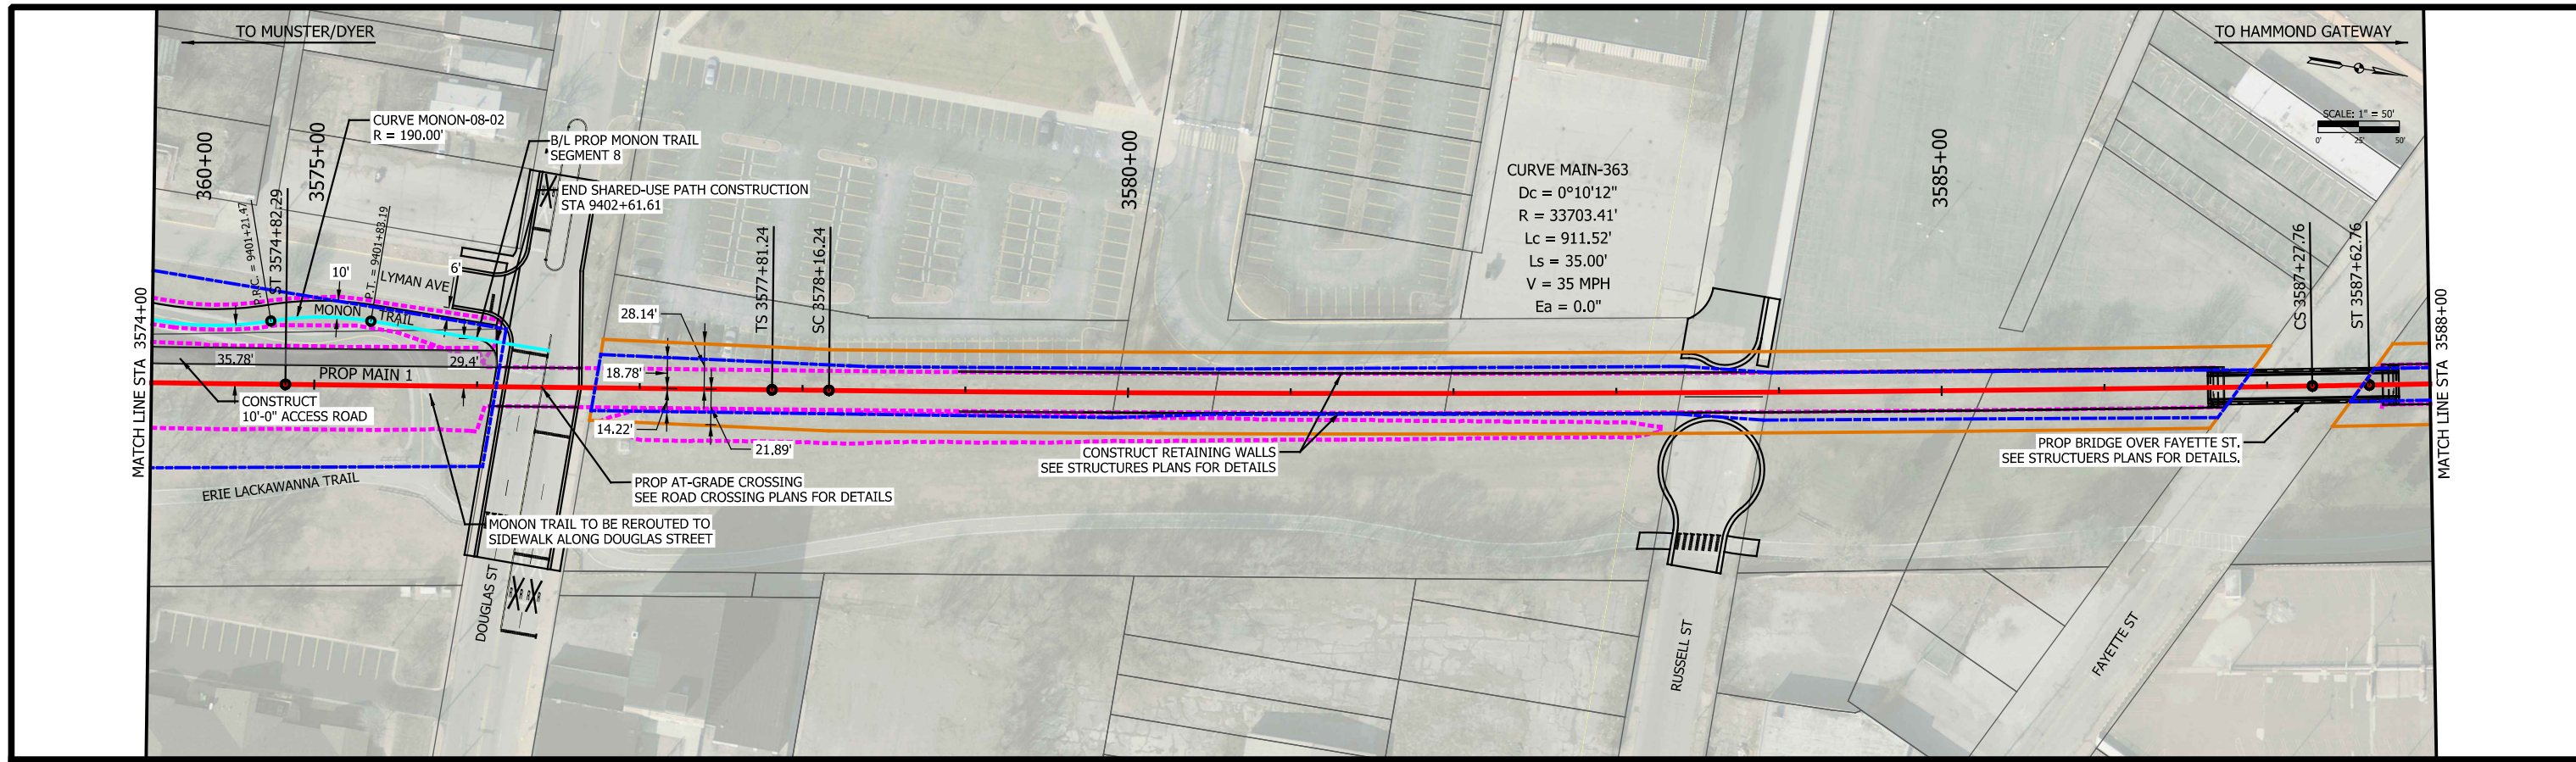 TO MUNSTER/DYER
TO HAMMOND GATEWAY
SCALE: 1" = 50'
0'
25'
50'
MATCH LINE STA 3574+00
360+00
3575+00
3580+00
3585+00
CURVE MONON-08-02
R = 190.00'
B/L PROP MONON TRAIL
SEGMENT 8
END SHARED-USE PATH CONSTRUCTION
STA 9402+61.61
P.R.C. = 9401+21.47
ST 3574+82.29
P.T. = 9401+83.19
10'
6'
LYMAN AVE
MONON TRAIL
35.78'
29.4'
PROP MAIN 1
CONSTRUCT
10'-0" ACCESS ROAD
ERIE LACKAWANNA TRAIL
MONON TRAIL TO BE REROUTED TO
SIDEWALK ALONG DOUGLAS STREET
DOUGLAS ST
28.14'
18.78'
14.22'
21.89'
TS 3577+81.24
SC 3578+16.24
PROP AT-GRADE CROSSING
SEE ROAD CROSSING PLANS FOR DETAILS
CONSTRUCT RETAINING WALLS
SEE STRUCTURES PLANS FOR DETAILS
CURVE MAIN-363
Dc = 0°10'12"
R = 33703.41'
Lc = 911.52'
Ls = 35.00'
V = 35 MPH
Ea = 0.0"
RUSSELL ST
CS 3587+27.76
ST 3587+62.76
PROP BRIDGE OVER FAYETTE ST.
SEE STRUCTUERS PLANS FOR DETAILS.
FAYETTE ST
MATCH LINE STA 3588+00